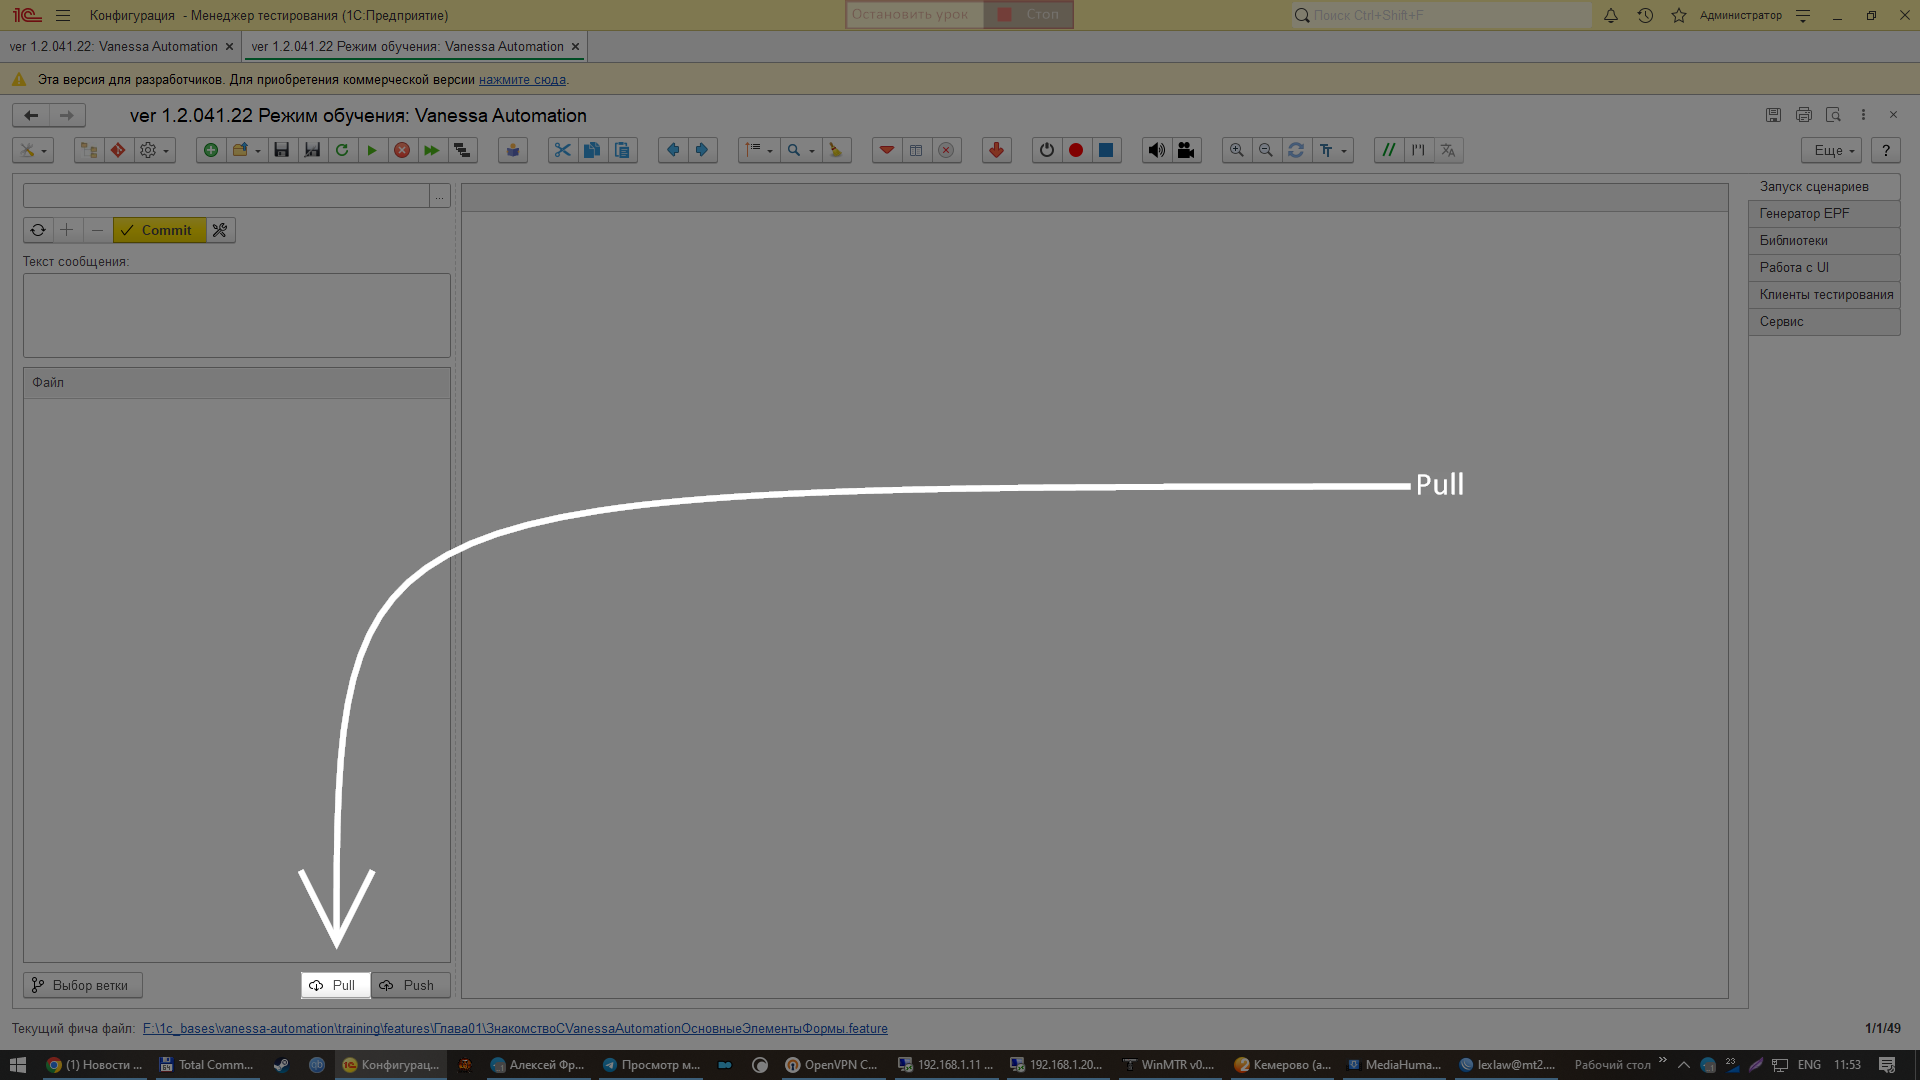 Конфигурация - Менеджер тестирования (1С:Предприятие)
Остановить урок
Стоп
Поиск Ctrl+Shift+F
Администратор
ver 1.2.041.22: Vanessa Automation
ver 1.2.041.22 Режим обучения: Vanessa Automation
Эта версия для разработчиков. Для приобретения коммерческой версии нажмите сюда.
ver 1.2.041.22 Режим обучения: Vanessa Automation
Еще
?
...
Commit
Текст сообщения:
Файл
Запуск сценариев
Генератор EPF
Библиотеки
Работа с UI
Клиенты тестирования
Сервис
Pull
Выбор ветки
Pull
Push
Текущий фича файл: F:\1c_bases\vanessa-automation\training\features\Глава01\ЗнакомствоСVanessaAutomationОсновныеЭлементыФормы.feature
1/1/49
(1) Новости ...
Total Comm...
Конфигурац...
Алексей Фр...
Просмотр м...
OpenVPN C...
192.168.1.11 ...
192.168.1.20...
WinMTR v0....
Кемерово (а...
MediaHuma...
lexlaw@mt2....
Рабочий стол
23
ENG
11:53